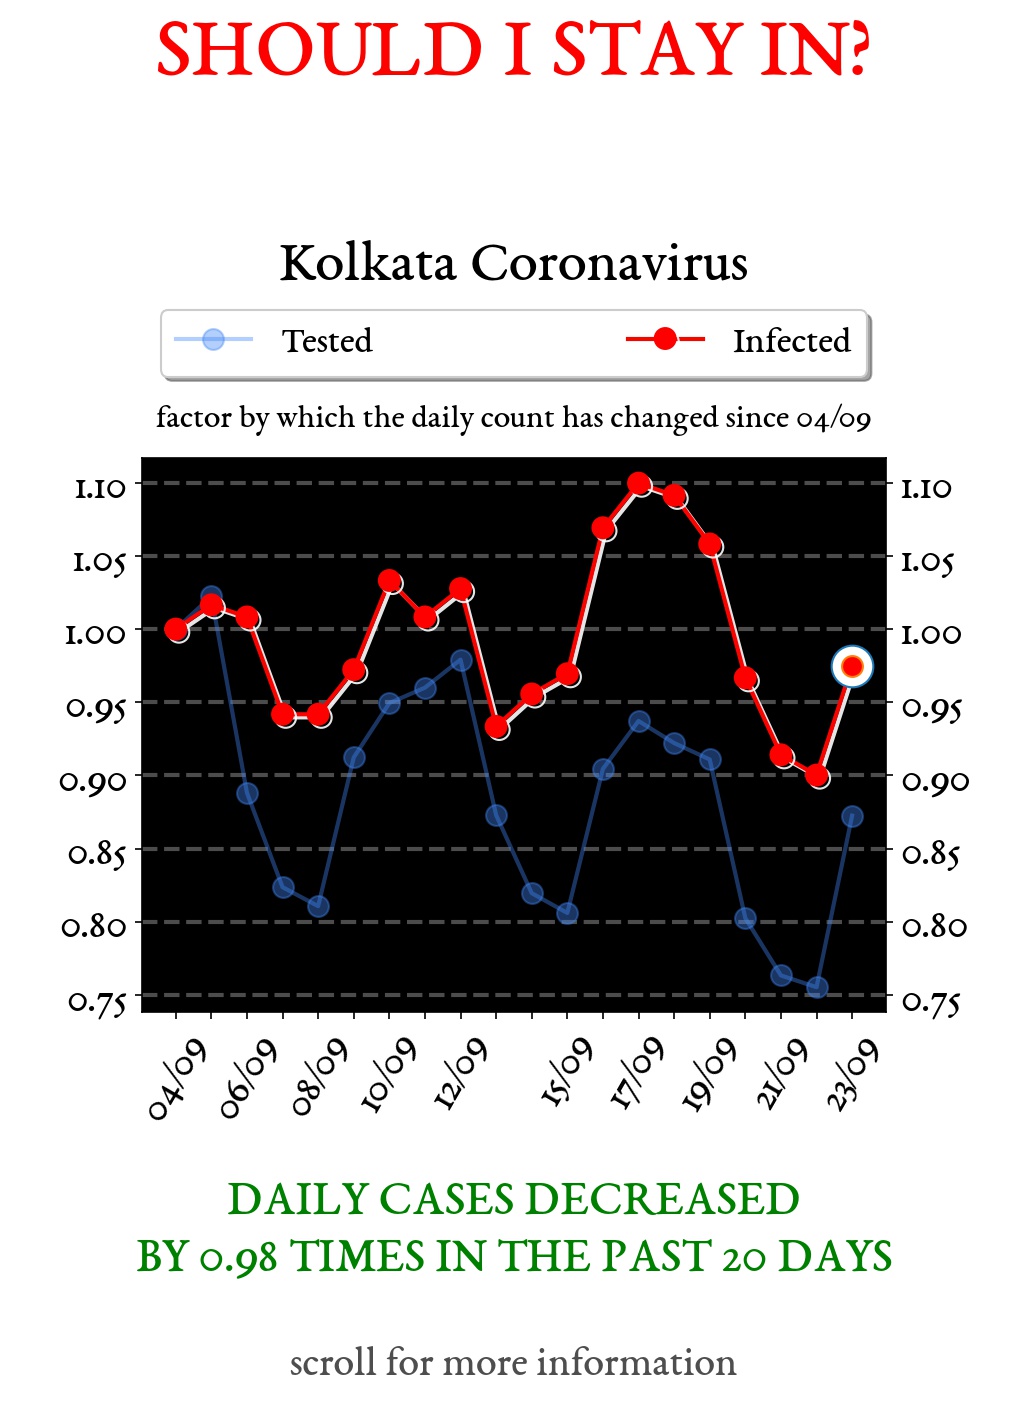 SHOULD I STAY IN?
Kolkata Coronavirus
Tested Infected
factor by which the daily count has changed since 04/09
1.10 1.10
1.05 1.05
1.00 1.00
0.95 0.95
0.90 0.90
0.85 0.85
0.80 0.80
0.75 0.75
04/09 06/09 08/09 10/09 12/09 15/09 17/09 19/09 21/09 23/09
DAILY CASES DECREASED
BY 0.98 TIMES IN THE PAST 20 DAYS
scroll for more information